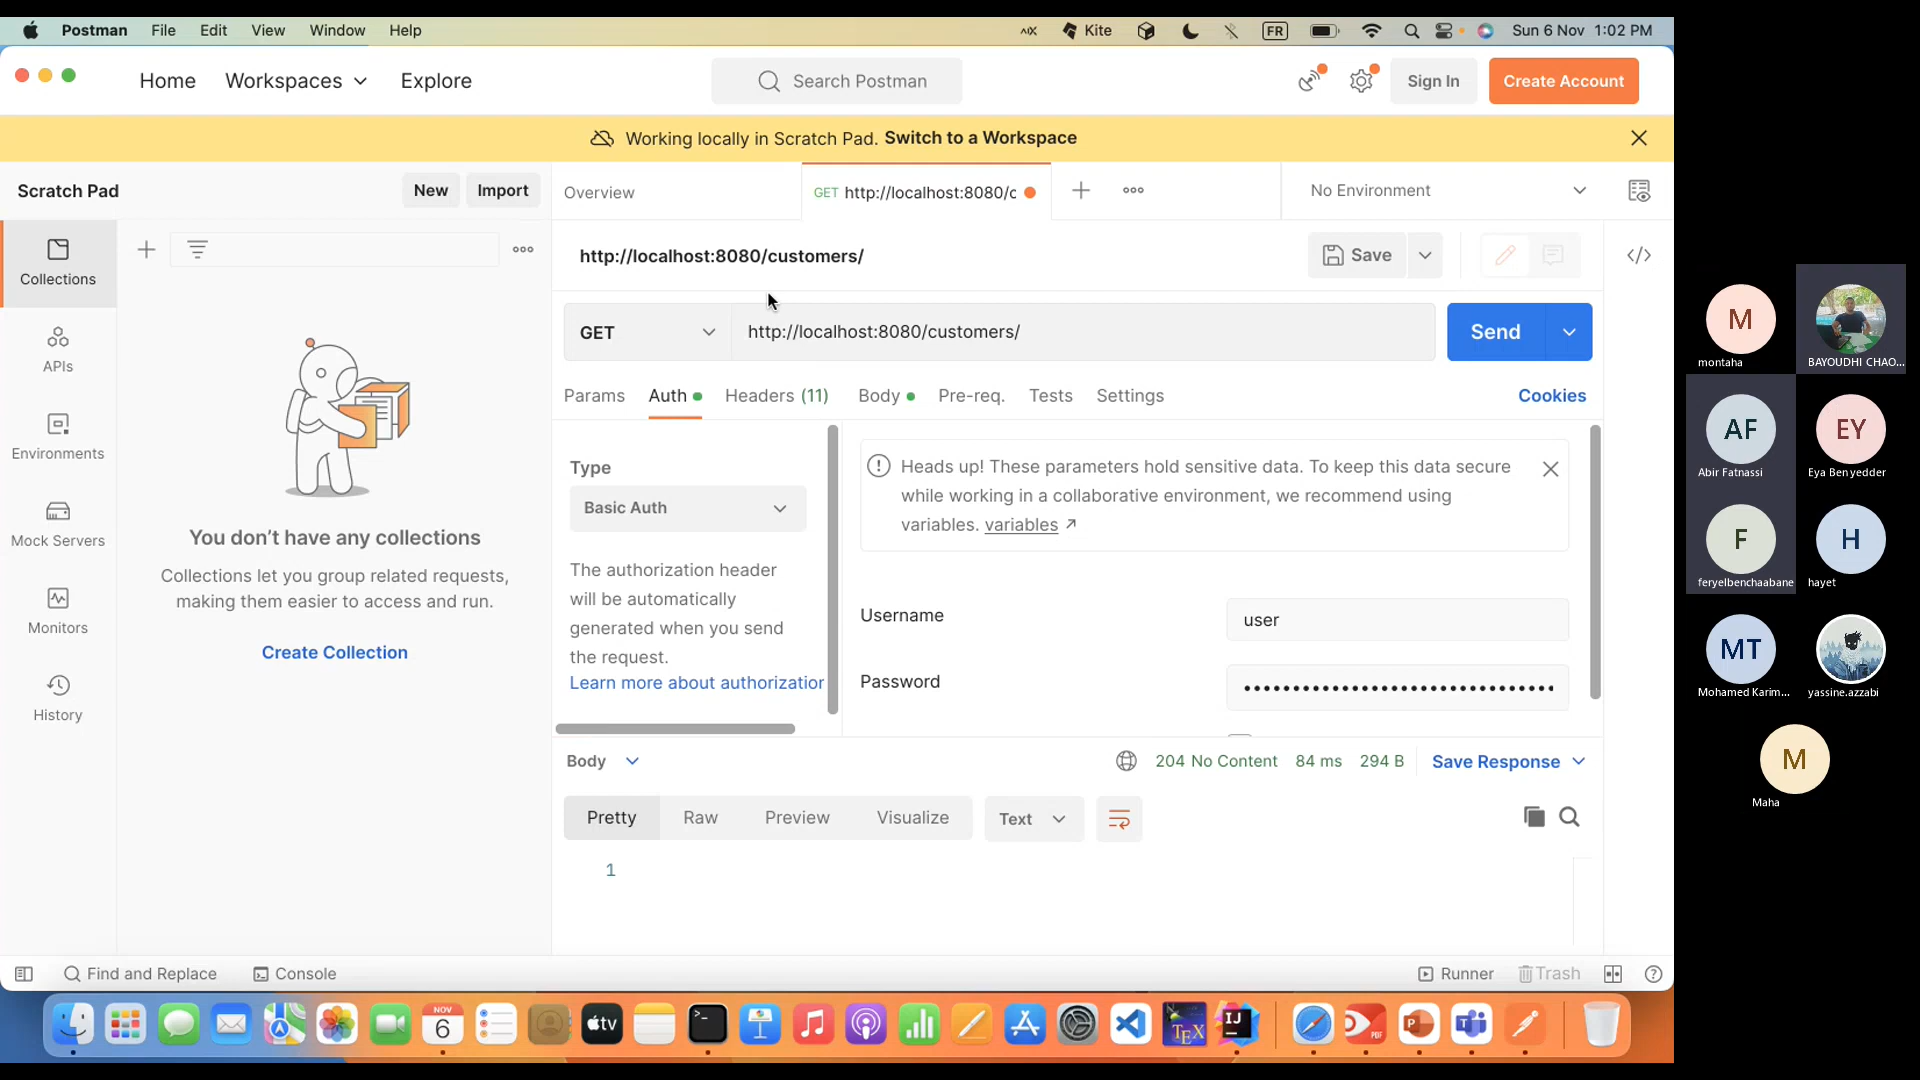 Postman File Edit View Window Help Kite FR Sun 6 Nov 1:02 PM
Home Workspaces Explore Search Postman Sign In Create Account
Working locally in Scratch Pad. Switch to a Workspace
Scratch Pad New Import Overview GET http://localhost:8080/c No Environment
Collections
http://localhost:8080/customers/ Save
GET http://localhost:8080/customers/ Send
APIs
Params Auth Headers (11) Body Pre-req. Tests Settings Cookies
Environments
Type
Basic Auth
Heads up! These parameters hold sensitive data. To keep this data secure
while working in a collaborative environment, we recommend using
variables. variables
Mock Servers
You don't have any collections
Collections let you group related requests,
making them easier to access and run.
Create Collection
The authorization header
will be automatically
generated when you send
the request.
Learn more about authorization
Username user
Password
Monitors
History
Body 204 No Content 84 ms 294 B Save Response
Pretty Raw Preview Visualize Text
1
Find and Replace Console Runner Trash
NOV
6
tv
TEX
IJ
PDF
P
M
montaha BAYOUDHI CHAO...
AF EY
Abir Fatnassi Eya Ben yedder
F H
feryelbenchaabane hayet
MT
Mohamed Karim... yassine.azzabi
M
Maha